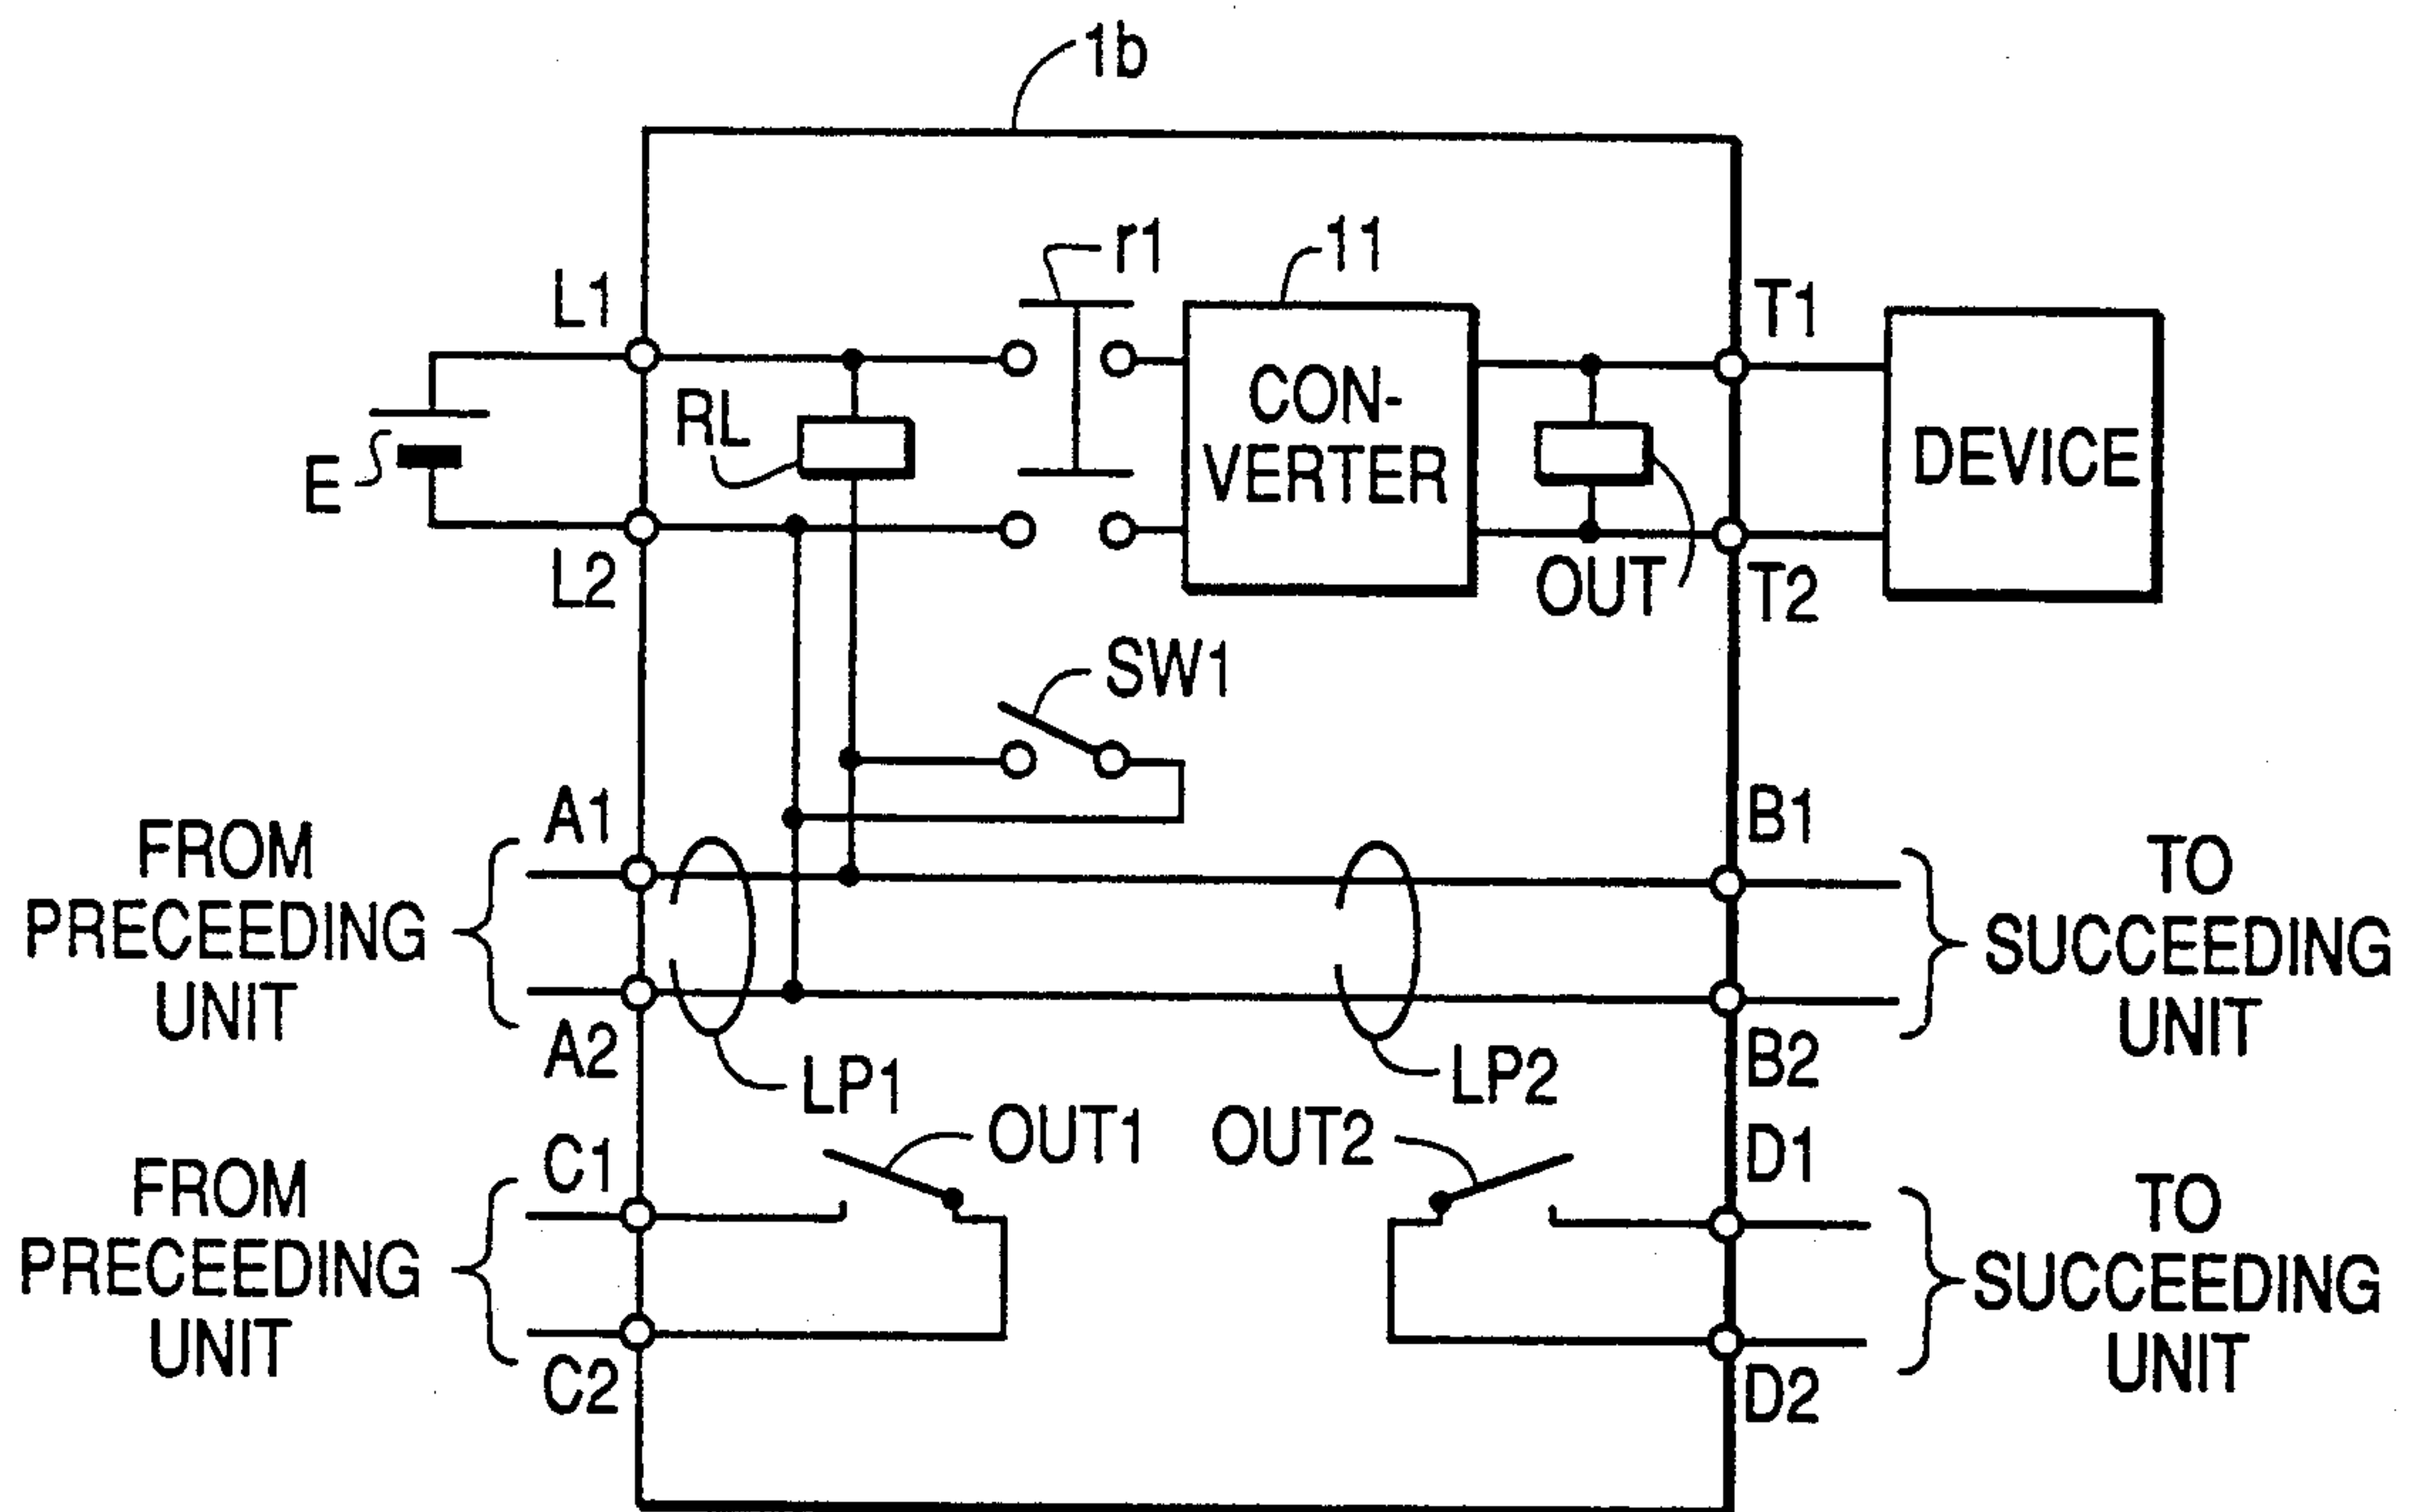 1b
r1
11
L1
T1
RL
CON-
VERTER
DEVICE
E
L2
OUT
T2
SW1
A1
B1
FROM
PRECEEDING
UNIT
TO
SUCCEEDING
UNIT
A2
B2
LP1
LP2
OUT1
OUT2
C1
D1
FROM
PRECEEDING
UNIT
TO
SUCCEEDING
UNIT
C2
D2